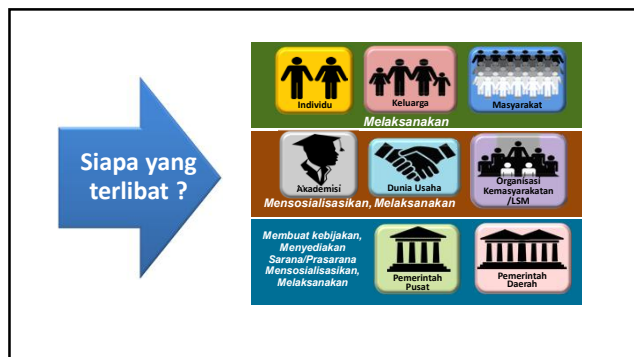 Siapa yang
terlibat ?
Individu
Keluarga
Masyarakat
Melaksanakan
Akademisi
Dunia Usaha
Organisasi
Kemasyarakatan
/LSM
Mensosialisasikan, Melaksanakan
Membuat kebijakan,
Menyediakan
Sarana/Prasarana
Mensosialisasikan,
Melaksanakan
Pemerintah
Pusat
Pemerintah
Daerah